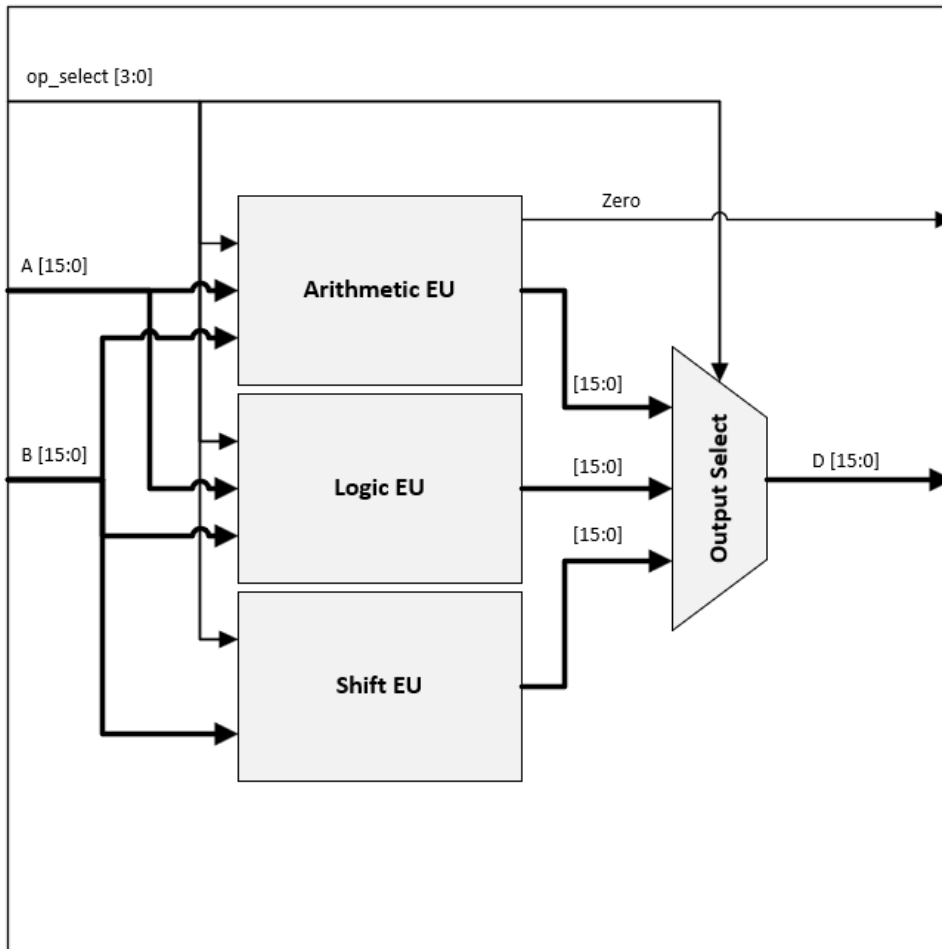 op_select [3:0]
Zero
A [15:0]
Arithmetic EU
[15:0]
B [15:0]
Logic EU
[15:0]
Output Select
D [15:0]
[15:0]
Shift EU